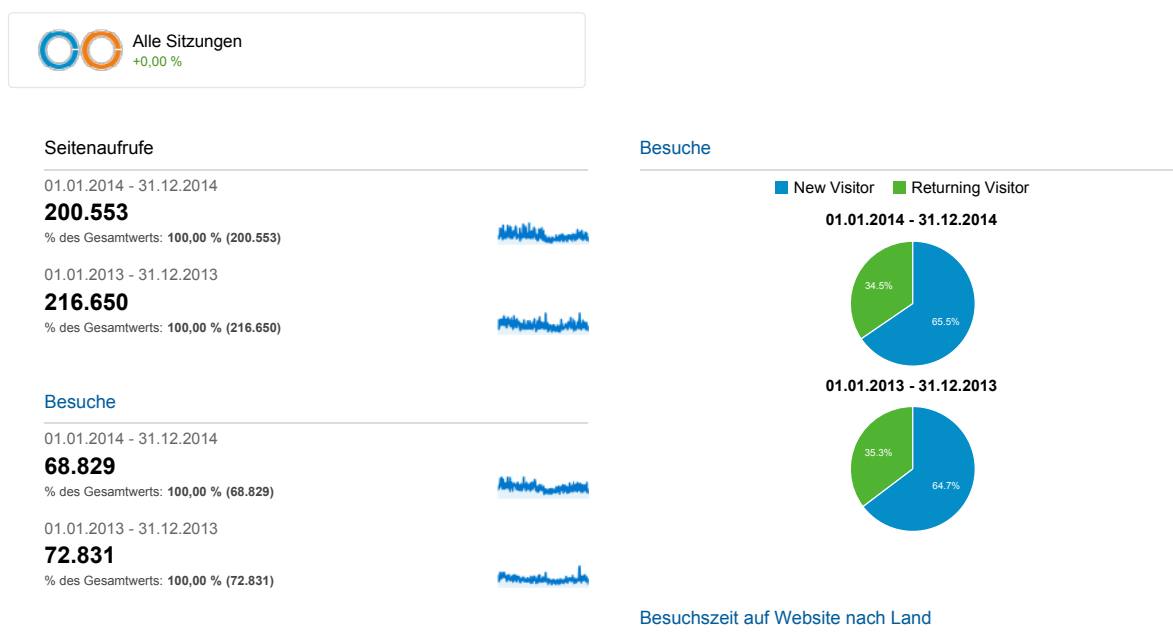 Alle Sitzungen
+0,00 %
Seitenaufrufe
01.01.2014 - 31.12.2014
200.553
% des Gesamtwerts: 100,00 % (200.553)
01.01.2013 - 31.12.2013
216.650
% des Gesamtwerts: 100,00 % (216.650)
Besuche
01.01.2014 - 31.12.2014
68.829
% des Gesamtwerts: 100,00 % (68.829)
01.01.2013 - 31.12.2013
72.831
% des Gesamtwerts: 100,00 % (72.831)
Besuche
New Visitor Returning Visitor
01.01.2014 - 31.12.2014
34.5%
65.5%
01.01.2013 - 31.12.2013
35.3%
64.7%
Besuchszeit auf Website nach Land